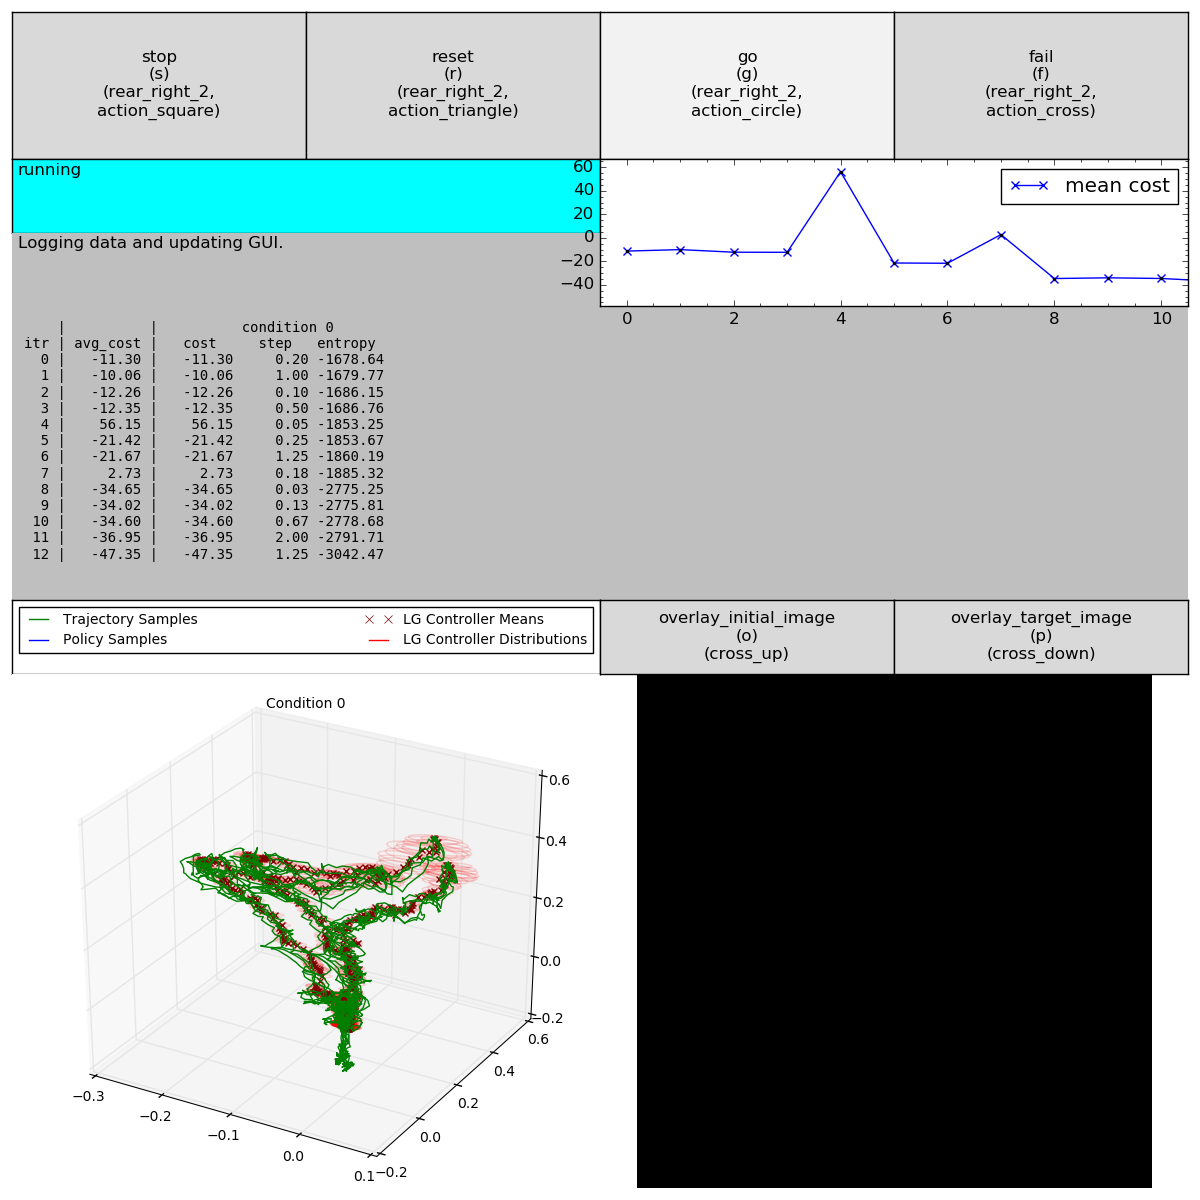 stop
(s)
(rear_right_2,
action_square)
reset
(r)
(rear_right_2,
action_triangle)
go
(g)
(rear_right_2,
action_circle)
fail
(f)
(rear_right_2,
action_cross)
running
Logging data and updating GUI.
60
40
20
0
−20
−40
mean cost
0 2 4 6 8 10
| | condition 0
itr | avg_cost | cost step entropy
0 | -11.30 | -11.30 0.20 -1678.64
1 | -10.06 | -10.06 1.00 -1679.77
2 | -12.26 | -12.26 0.10 -1686.15
3 | -12.35 | -12.35 0.50 -1686.76
4 | 56.15 | 56.15 0.05 -1853.25
5 | -21.42 | -21.42 0.25 -1853.67
6 | -21.67 | -21.67 1.25 -1860.19
7 | 2.73 | 2.73 0.18 -1885.32
8 | -34.65 | -34.65 0.03 -2775.25
9 | -34.02 | -34.02 0.13 -2775.81
10 | -34.60 | -34.60 0.67 -2778.68
11 | -36.95 | -36.95 2.00 -2791.71
12 | -47.35 | -47.35 1.25 -3042.47
Trajectory Samples
Policy Samples
LG Controller Means
LG Controller Distributions
overlay_initial_image
(o)
(cross_up)
overlay_target_image
(p)
(cross_down)
Condition 0
0.6
0.4
0.2
0.0
−0.2
0.6
0.4
0.2
0.0
−0.2
−0.3
−0.2
−0.1
0.0
0.1